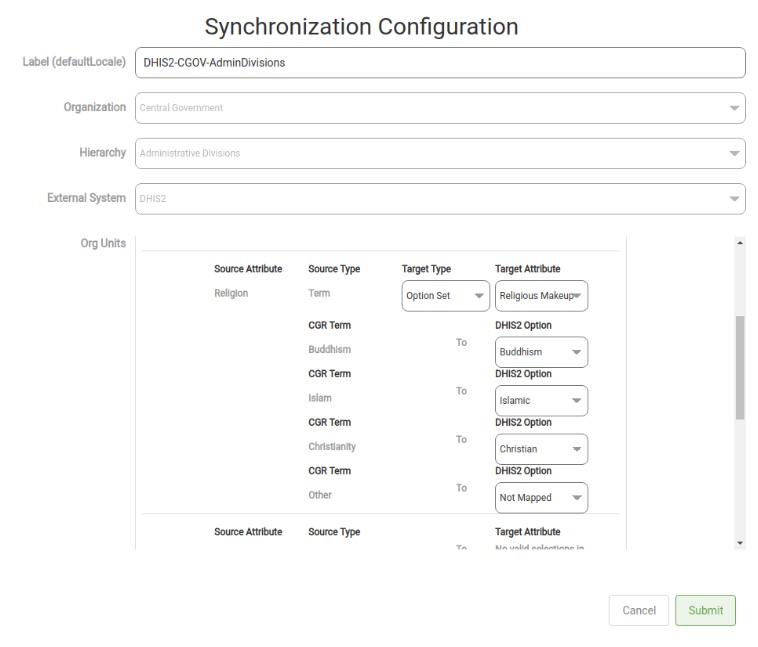 Synchronization Configuration
Label (defaultLocale) DHIS2-CGOV-AdminDivisions
Organization Central Government
Hierarchy Administrative Divisions
External System DHIS2
Org Units
Source Attribute Source Type Target Type Target Attribute
Religion Term Option Set Religious Makeup
CGR Term DHIS2 Option
Buddhism To Buddhism
CGR Term DHIS2 Option
Islam To Islamic
CGR Term DHIS2 Option
Christianity To Christian
CGR Term DHIS2 Option
Other To Not Mapped
Source Attribute Source Type Target Attribute
To No valid selections in
Cancel Submit